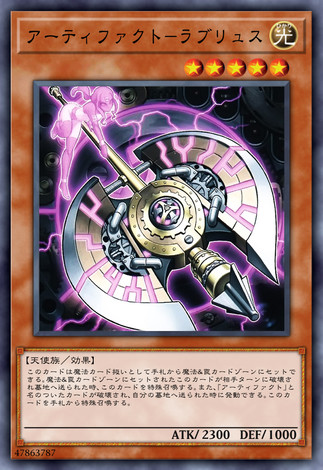 アーティファクト－ラブリュス
光
【天使族／効果】
このカードは魔法カード扱いとして手札から魔法&罠カードゾーンにセットで
きる。魔法&罠カードゾーンにセットされたこのカードが相手ターンに破壊さ
れ墓地へ送られた時、このカードを特殊召喚する。また、「アーティファクト」と
名のついたカードが破壊され、自分の墓地へ送られた時に発動できる。このカー
ドを手札から特殊召喚する。
ATK/ 2300 DEF/1000
47863787